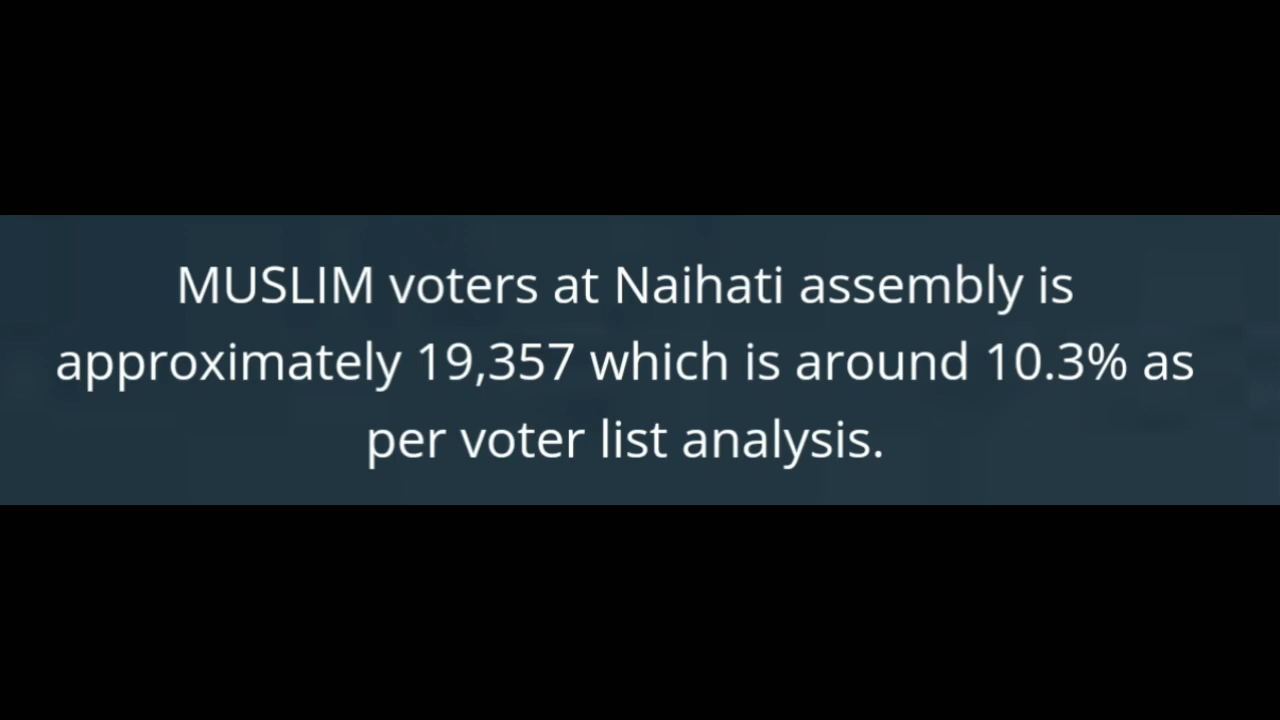 MUSLIM voters at Naihati assembly is
approximately 19,357 which is around 10.3% as
per voter list analysis.